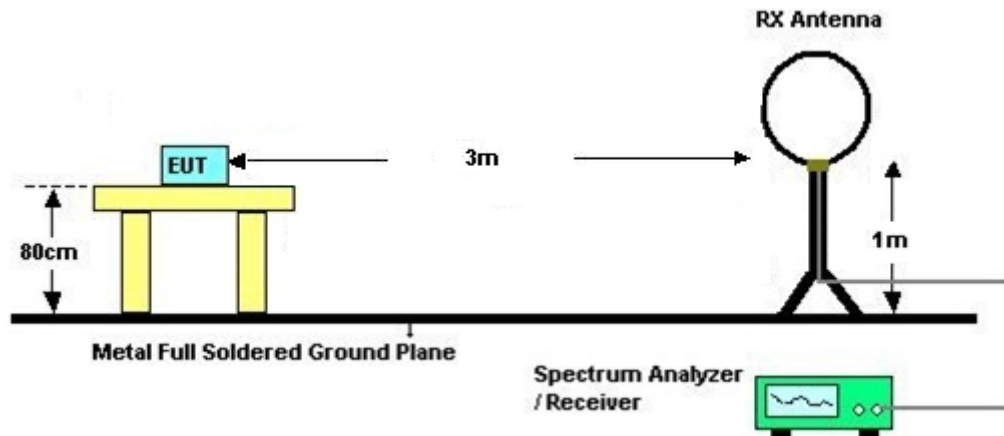 RX Antenna
EUT
3m
80cm
1m
Metal Full Soldered Ground Plane
Spectrum Analyzer
/ Receiver